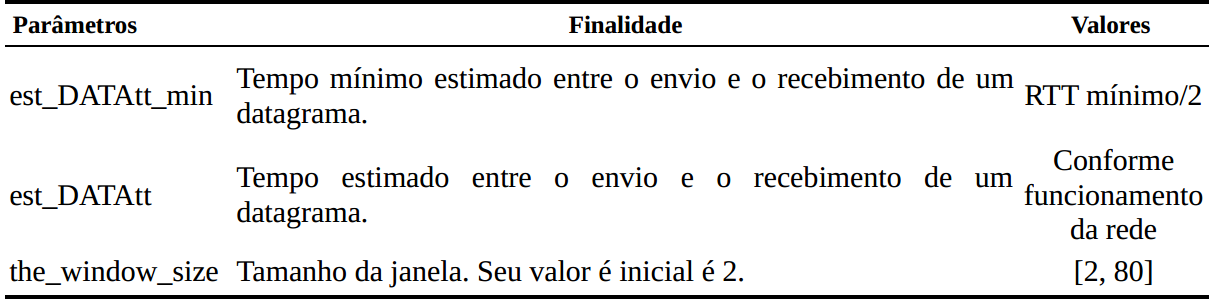 Parâmetros Finalidade Valores
est_DATAtt_min Tempo mínimo estimado entre o envio e o recebimento de um datagrama. RTT mínimo/2
est_DATAtt Tempo estimado entre o envio e o recebimento de um datagrama. Conforme funcionamento da rede
the_window_size Tamanho da janela. Seu valor é inicial é 2. [2, 80]